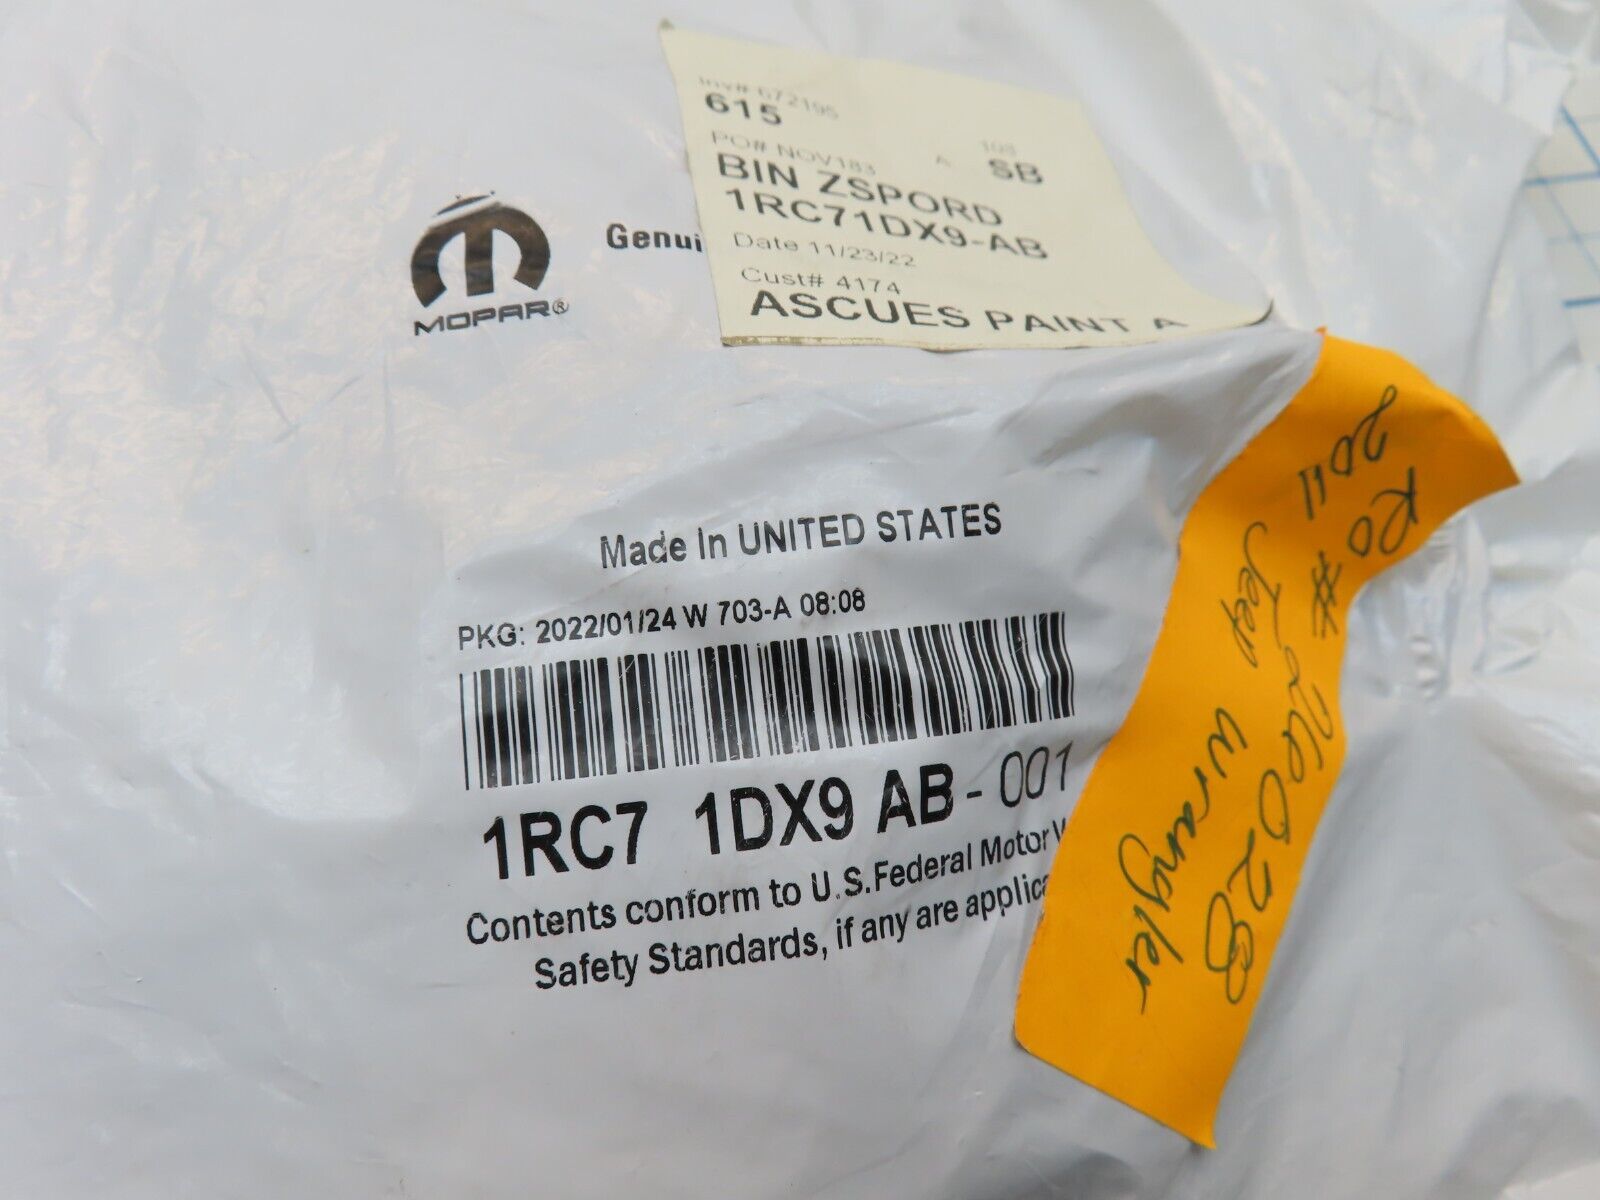 Inv# 672195
615
PO# NOV183 A 103
SB
BIN ZSPORD
1RC71DX9-AB
Date 11/23/22
Cust# 4174
ASCUES PAINT A
MOPAR®
Genui
Made In UNITED STATES
PKG: 2022/01/24 W 703-A 08:08
1RC7 1DX9 AB-001
Contents conform to U.S.Federal Motor V
Safety Standards, if any are applica
RO# 26028
2011 Jeep Wrangler